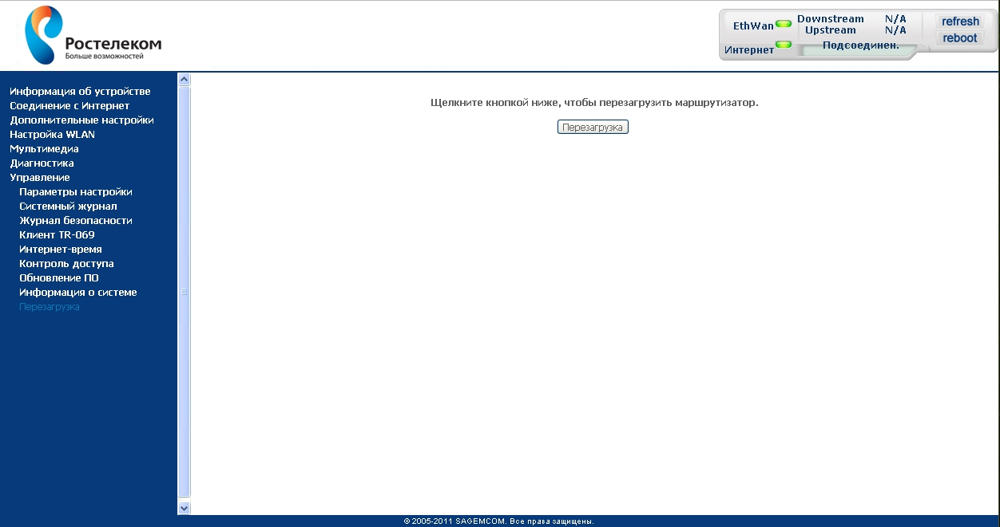 Ростелеком
Больше возможностей
EthWan Downstream N/A
Upstream N/A
Интернет Подсоединен.
refresh
reboot
Информация об устройстве
Соединение с Интернет
Дополнительные настройки
Настройка WLAN
Мультимедиа
Диагностика
Управление
Параметры настройки
Системный журнал
Журнал безопасности
Клиент TR-069
Интернет-время
Контроль доступа
Обновление ПО
Информация о системе
Перезагрузка
Щелкните кнопкой ниже, чтобы перезагрузить маршрутизатор.
Перезагрузка
© 2005-2011 SAGEMCOM. Все права защищены.